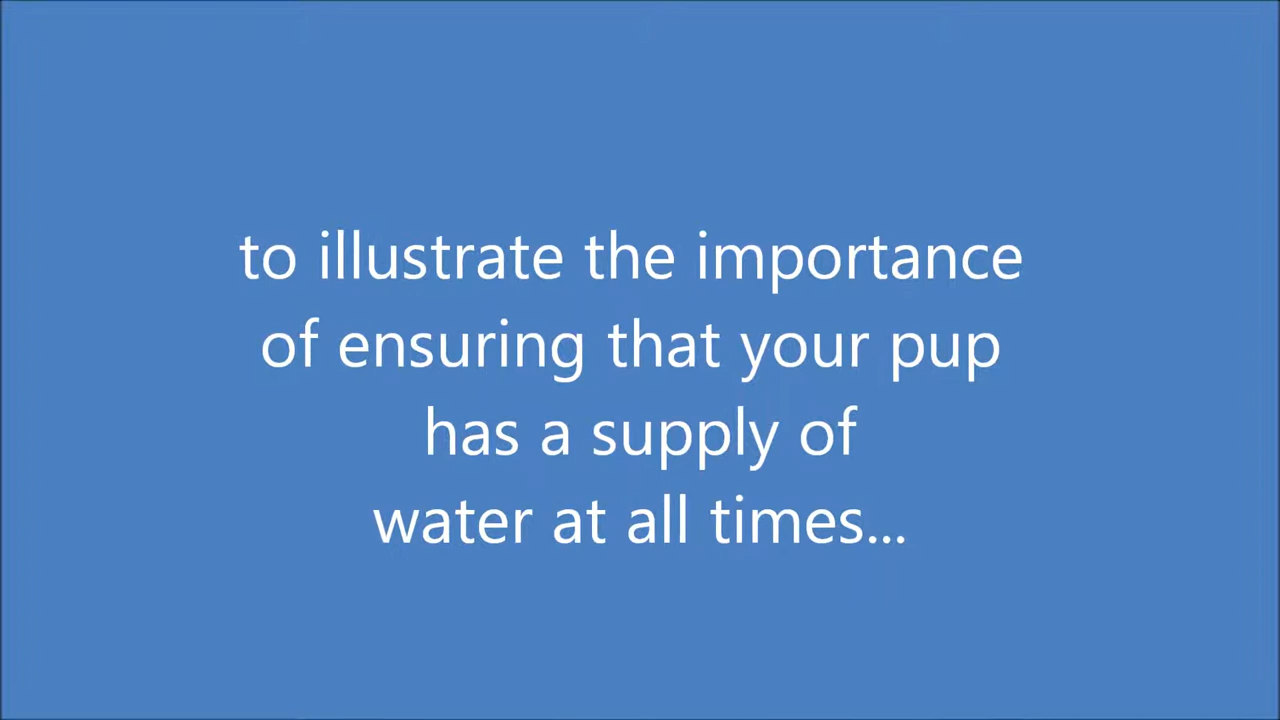 to illustrate the importance
of ensuring that your pup
has a supply of
water at all times...